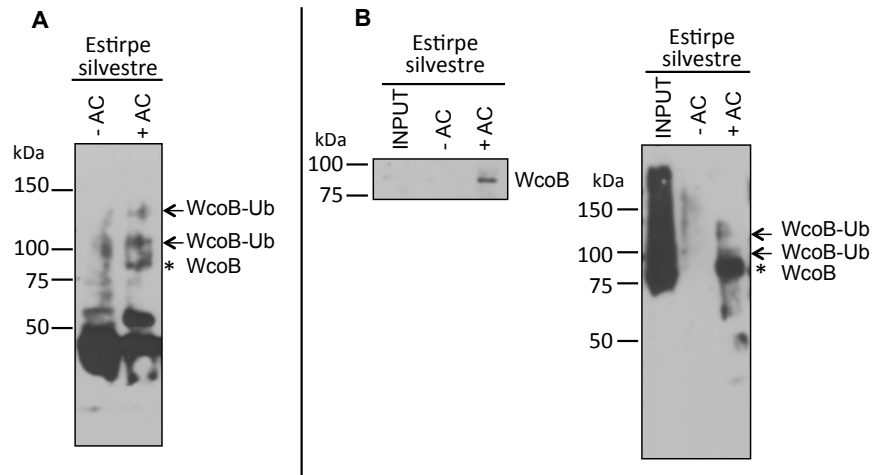 A
Estirpe
silvestre
- AC
+ AC
kDa
150
100
75
50
WcoB-Ub
WcoB-Ub
* WcoB
B
Estirpe
silvestre
INPUT
- AC
+ AC
kDa
100
75
WcoB
Estirpe
silvestre
INPUT
- AC
+ AC
kDa
150
100
75
50
WcoB-Ub
WcoB-Ub
* WcoB